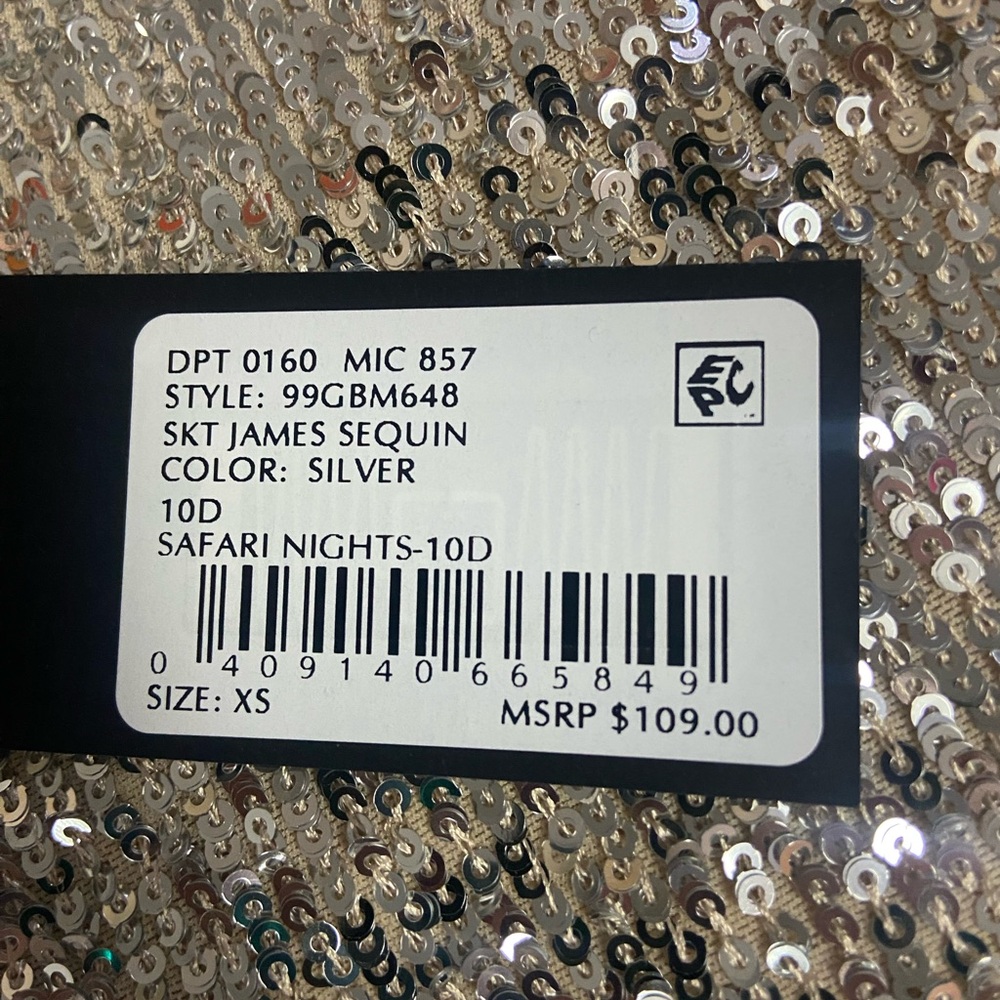 DPT 0160 MIC 857
STYLE: 99GBM648
SKT JAMES SEQUIN
COLOR: SILVER
10D
SAFARI NIGHTS-10D
0 409140 665849
SIZE: XS
MSRP $109.00
EPC